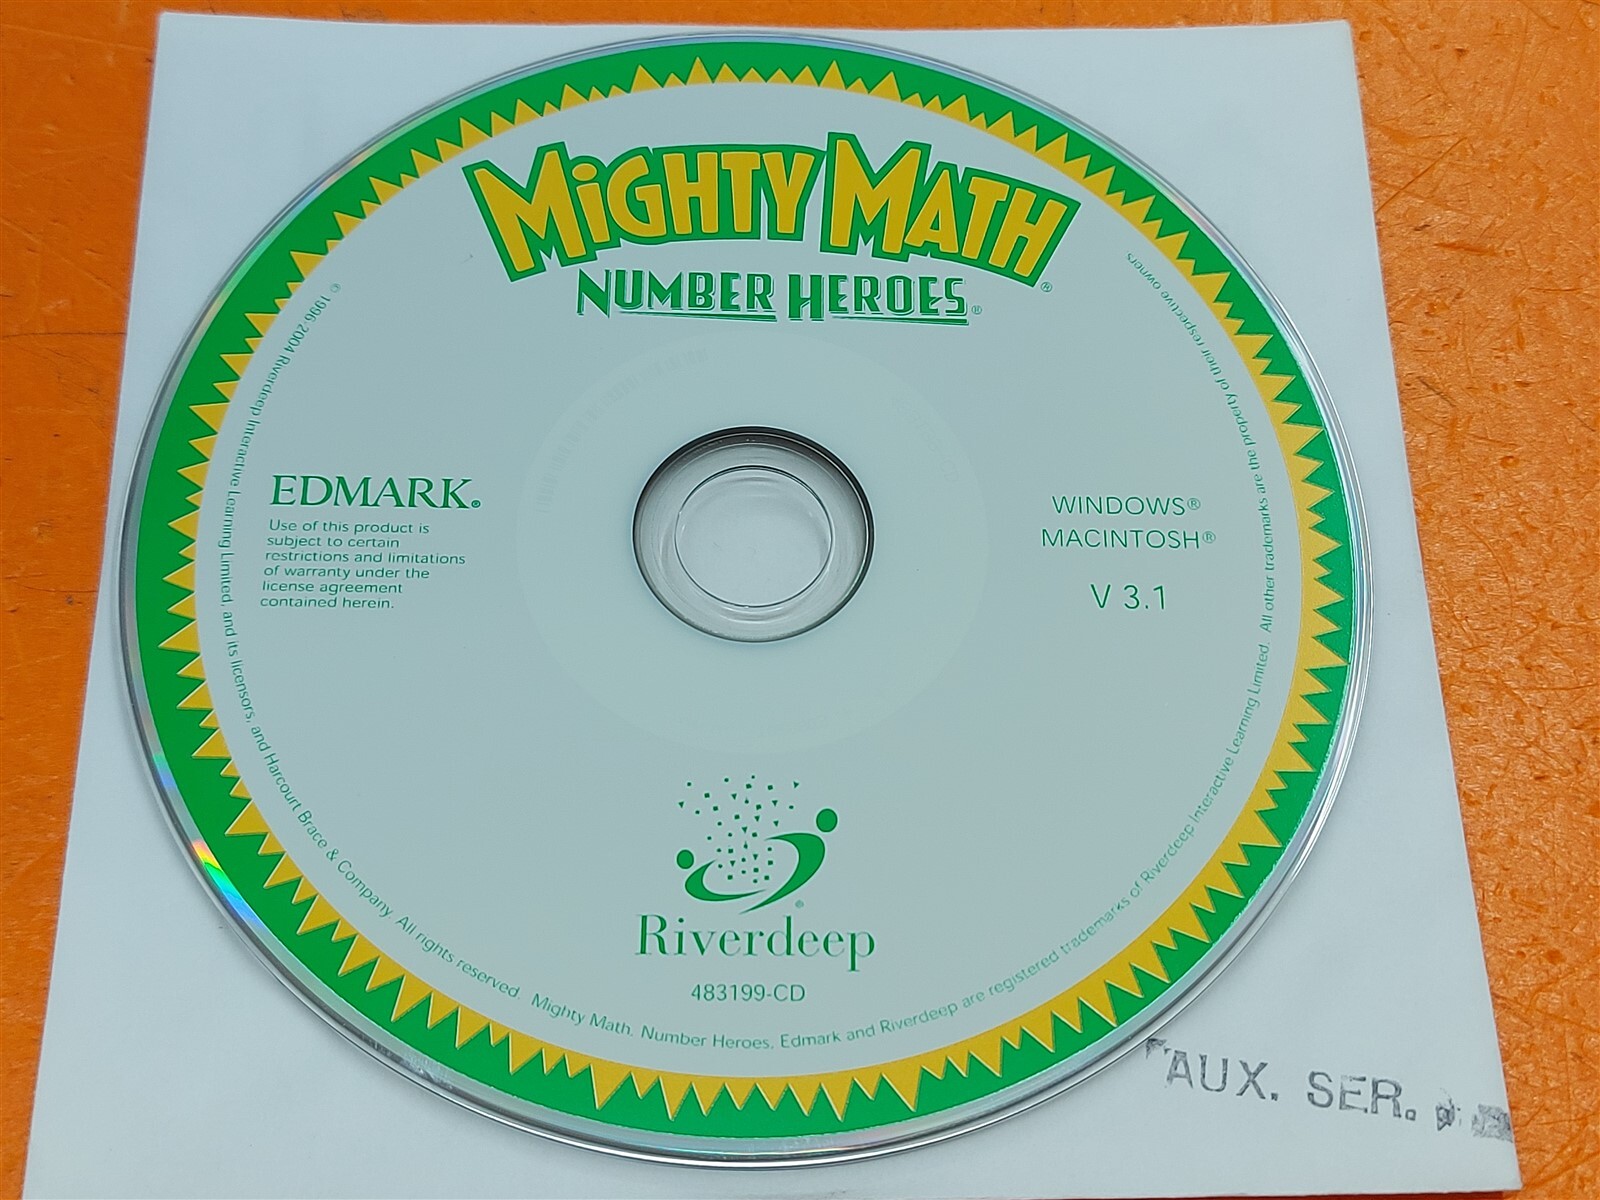 MiGHTY MATH®
NUMBER HEROES®
EDMARK®
Use of this product is
subject to certain
restrictions and limitations
of warranty under the
license agreement
contained herein.
WINDOWS®
MACINTOSH®
V 3.1
Riverdeep®
483199-CD
© 1996-2004 Riverdeep Interactive Learning Limited, and its licensors, and Harcourt Brace & Company. All rights reserved. Mighty Math, Number Heroes, Edmark and Riverdeep are registered trademarks of Riverdeep Interactive Learning Limited. All other trademarks are the property of their respective owners
AUX. SER.